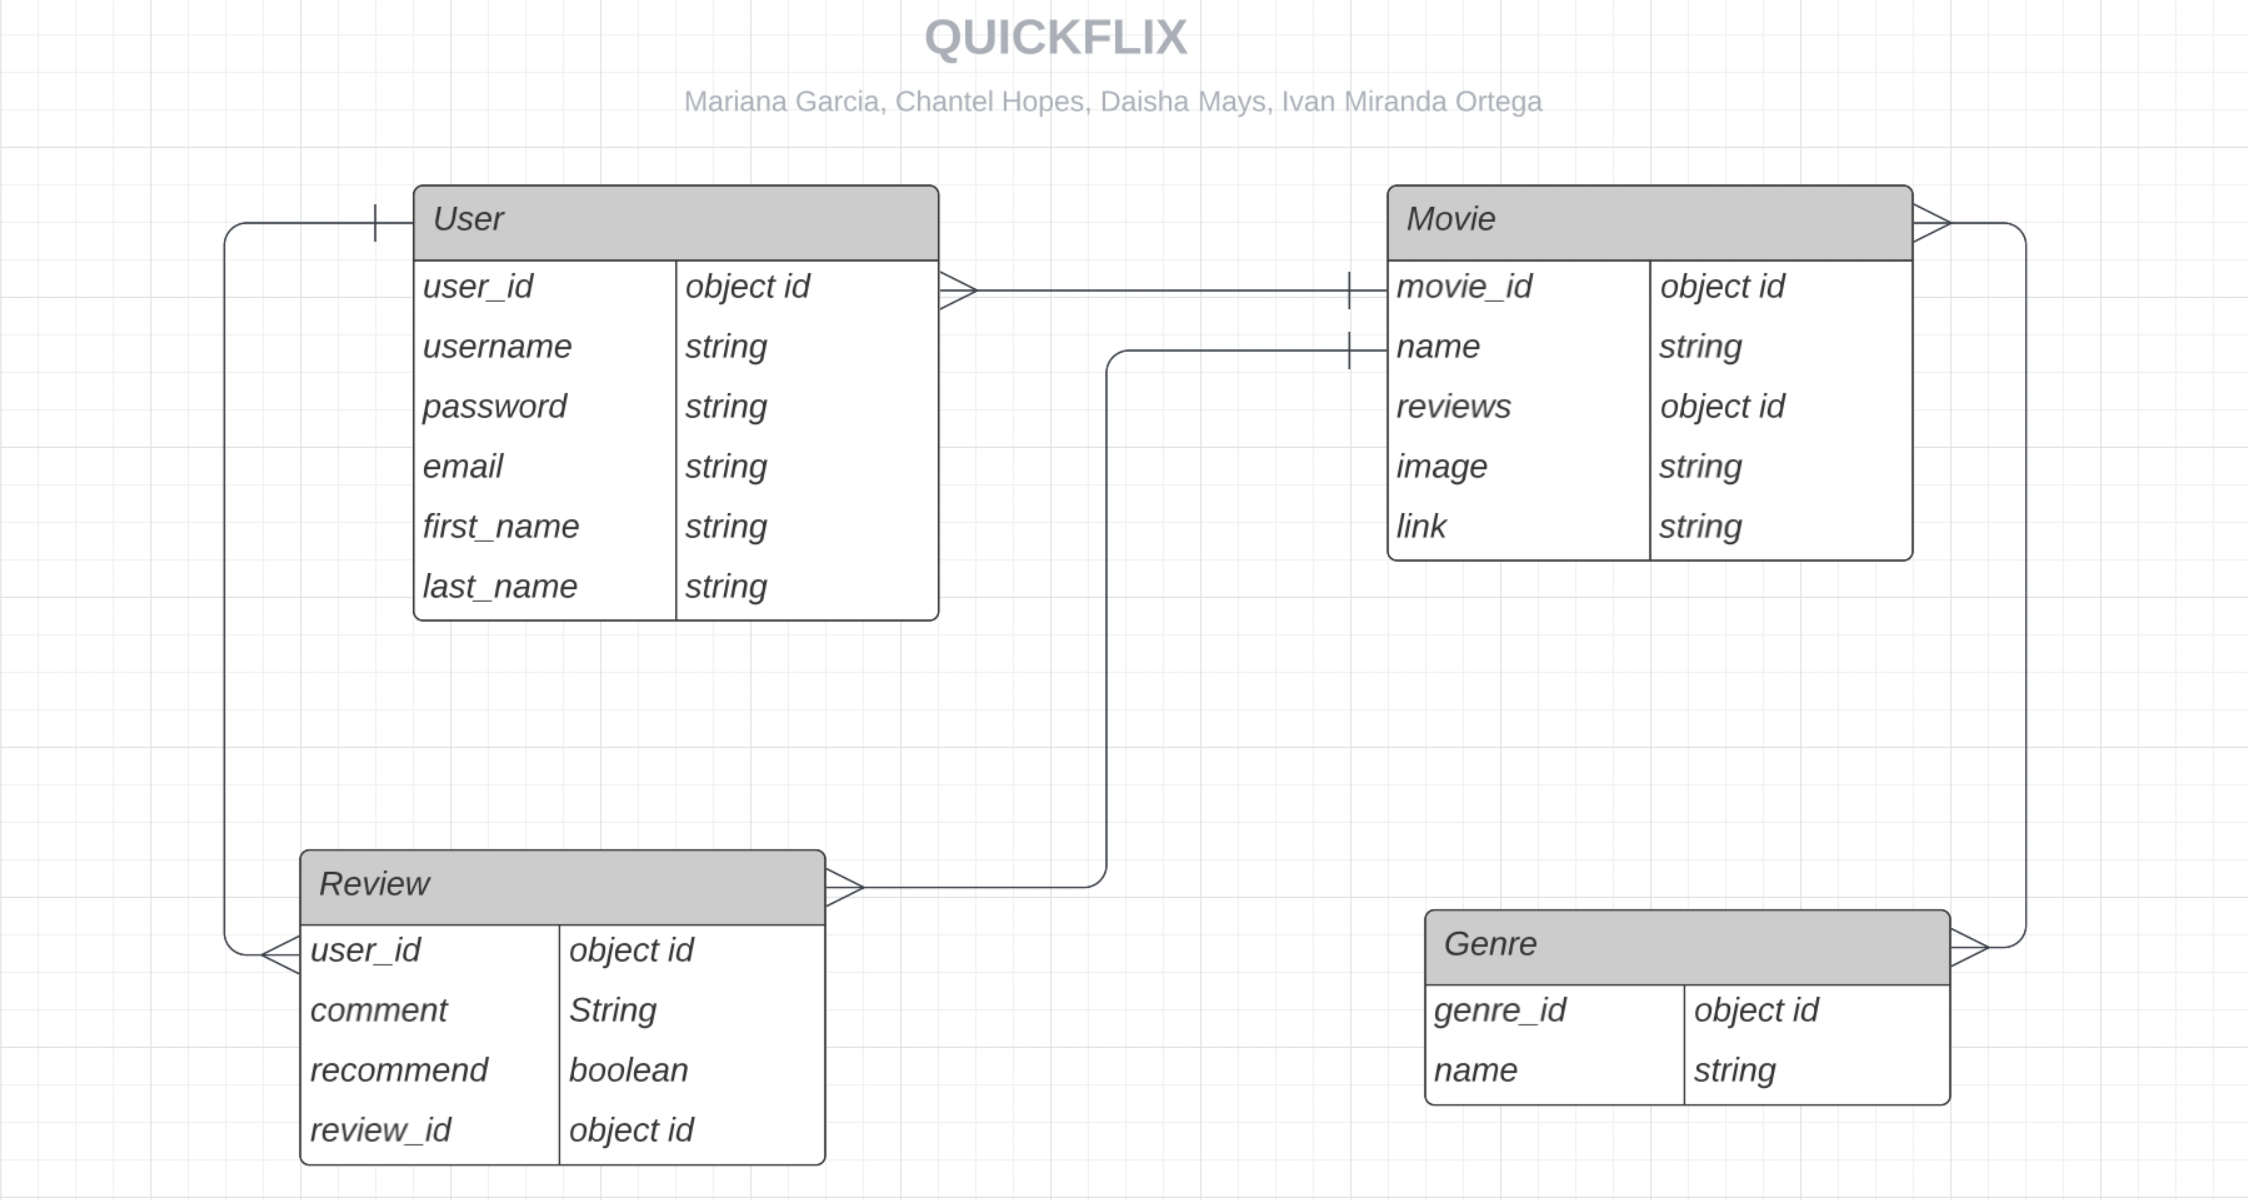 QUICKFLIX
Mariana Garcia, Chantel Hopes, Daisha Mays, Ivan Miranda Ortega
User
user_id object id
username string
password string
email string
first_name string
last_name string
Movie
movie_id object id
name string
reviews object id
image string
link string
Review
user_id object id
comment String
recommend boolean
review_id object id
Genre
genre_id object id
name string